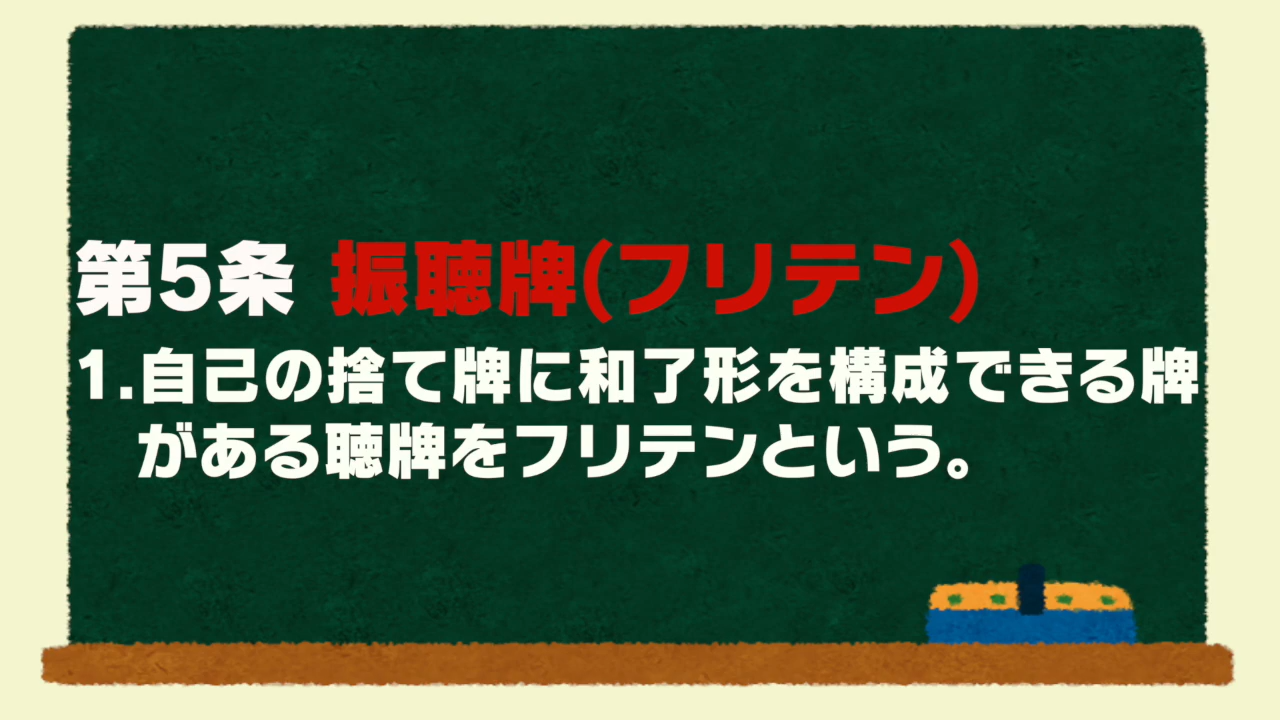 第5条 振聴牌(フリテン)
1.自己の捨て牌に和了形を構成できる牌
がある聴牌をフリテンという。